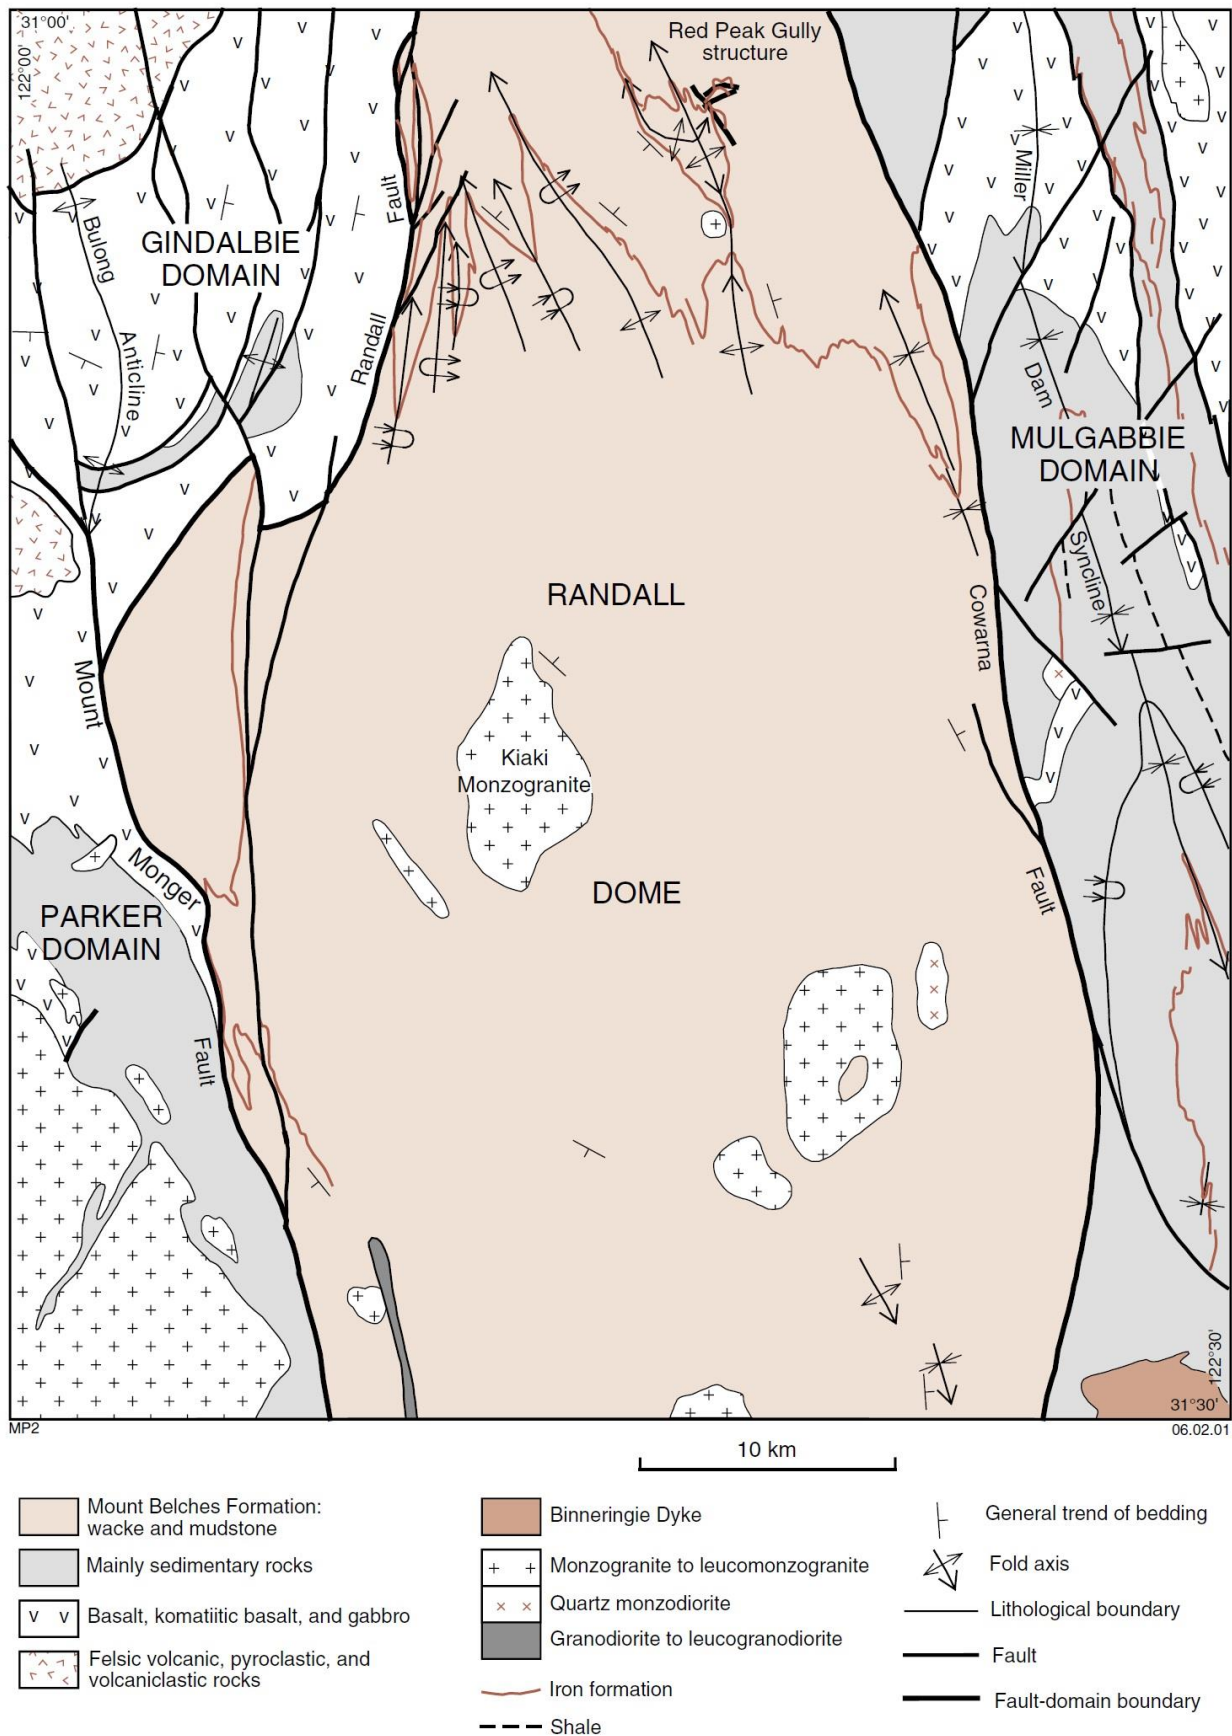 31°00'
122°00'
Red Peak Gully
structure
Fault
Randall
Miller
Dam
Syncline
Bulong
Anticline
GINDALBIE
DOMAIN
MULGABBIE
DOMAIN
RANDALL
DOME
Cowarna
Fault
Mount
Monger
Fault
Kiaki
Monzogranite
PARKER
DOMAIN
122°30'
31°30'
MP2
06.02.01
10 km
Mount Belches Formation:
wacke and mudstone
Mainly sedimentary rocks
Basalt, komatiitic basalt, and gabbro
Felsic volcanic, pyroclastic, and
volcaniclastic rocks
Binneringie Dyke
Monzogranite to leucomonzogranite
Quartz monzodiorite
Granodiorite to leucogranodiorite
Iron formation
Shale
General trend of bedding
Fold axis
Lithological boundary
Fault
Fault-domain boundary